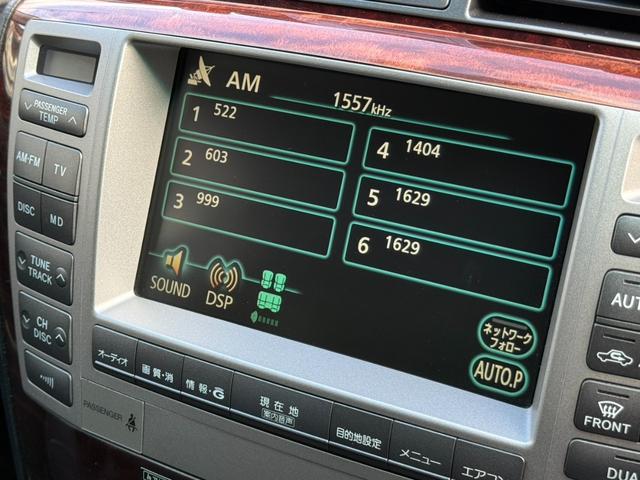 AM
1557kHz
1 522
2 603
3 999
4 1404
5 1629
6 1629
SOUND
DSP
ネットワーク
フォロー
AUTO.P
PASSENGER
TEMP
AM·FM
TV
DISC
MD
TUNE
TRACK
CH
DISC
オーディオ
画質·消
情報·G
現在地
案内音声
目的地設定
メニュー
エアコン
PASSENGER
FRONT
DUAL